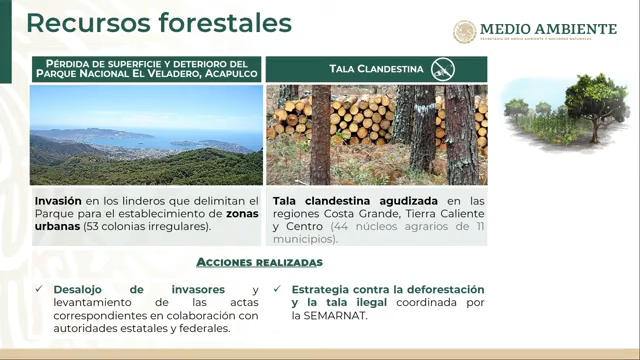 Recursos forestales
MEDIO AMBIENTE
SECRETARÍA DE MEDIO AMBIENTE Y RECURSOS NATURALES
PÉRDIDA DE SUPERFICIE Y DETERIORO DEL
PARQUE NACIONAL EL VELADERO, ACAPULCO
TALA CLANDESTINA
Invasión en los linderos que delimitan el
Parque para el establecimiento de zonas
urbanas (53 colonias irregulares).
Tala clandestina agudizada en las
regiones Costa Grande, Tierra Caliente
y Centro (44 núcleos agrarios de 11
municipios).
ACCIONES REALIZADAS
✓ Desalojo de invasores y
levantamiento de las actas
correspondientes en colaboración con
autoridades estatales y federales.
✓ Estrategia contra la deforestación
y la tala ilegal coordinada por
la SEMARNAT.